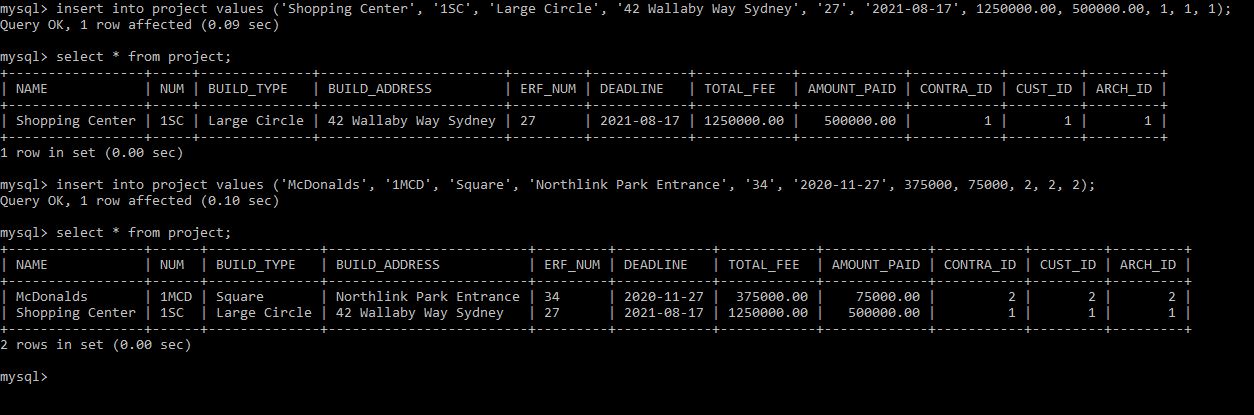 mysql> insert into project values ('Shopping Center', '1SC', 'Large Circle', '42 Wallaby Way Sydney', '27', '2021-08-17', 1250000.00, 500000.00, 1, 1, 1);
Query OK, 1 row affected (0.09 sec)
mysql> select * from project;
+-----------------+-----+--------------+-----------------------+---------+------------+------------+-------------+-----------+---------+---------+
| NAME            | NUM | BUILD_TYPE   | BUILD_ADDRESS         | ERF_NUM | DEADLINE   | TOTAL_FEE  | AMOUNT_PAID | CONTRA_ID | CUST_ID | ARCH_ID |
+-----------------+-----+--------------+-----------------------+---------+------------+------------+-------------+-----------+---------+---------+
| Shopping Center | 1SC | Large Circle | 42 Wallaby Way Sydney | 27      | 2021-08-17 | 1250000.00 |   500000.00 |         1 |       1 |       1 |
+-----------------+-----+--------------+-----------------------+---------+------------+------------+-------------+-----------+---------+---------+
1 row in set (0.00 sec)
mysql> insert into project values ('McDonalds', '1MCD', 'Square', 'Northlink Park Entrance', '34', '2020-11-27', 375000, 75000, 2, 2, 2);
Query OK, 1 row affected (0.10 sec)
mysql> select * from project;
+-----------------+------+--------------+-------------------------+---------+------------+------------+-------------+-----------+---------+---------+
| NAME            | NUM  | BUILD_TYPE   | BUILD_ADDRESS           | ERF_NUM | DEADLINE   | TOTAL_FEE  | AMOUNT_PAID | CONTRA_ID | CUST_ID | ARCH_ID |
+-----------------+------+--------------+-------------------------+---------+------------+------------+-------------+-----------+---------+---------+
| McDonalds       | 1MCD | Square       | Northlink Park Entrance | 34      | 2020-11-27 |  375000.00 |    75000.00 |         2 |       2 |       2 |
| Shopping Center | 1SC  | Large Circle | 42 Wallaby Way Sydney   | 27      | 2021-08-17 | 1250000.00 |   500000.00 |         1 |       1 |       1 |
+-----------------+------+--------------+-------------------------+---------+------------+------------+-------------+-----------+---------+---------+
2 rows in set (0.00 sec)
mysql>